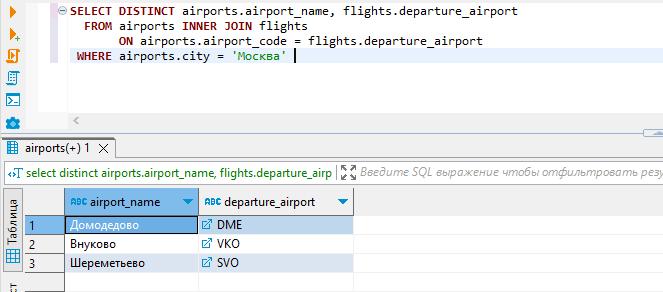 SELECT DISTINCT airports.airport_name, flights.departure_airport
FROM airports INNER JOIN flights
ON airports.airport_code = flights.departure_airport
WHERE airports.city = 'Москва'
airports(+) 1
select distinct airports.airport_name, flights.departure_airp
Введите SQL выражение чтобы отфильтровать резу
Таблица
ABC airport_name
ABC departure_airport
1 Домодедово DME
2 Внуково VKO
3 Шереметьево SVO